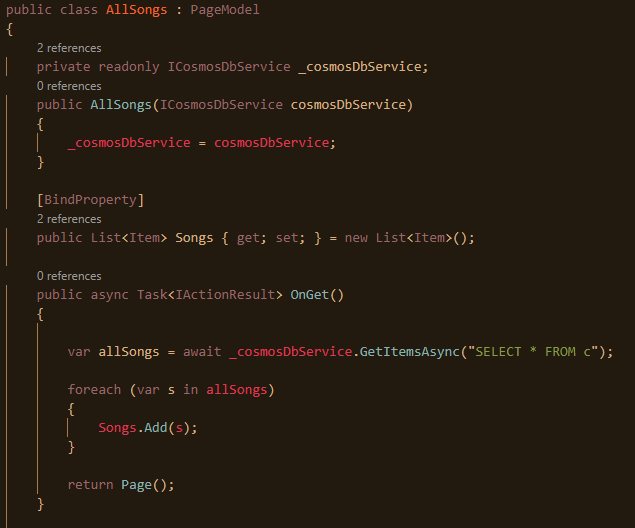 public class AllSongs : PageModel
{
2 references
private readonly ICosmosDbService _cosmosDbService;
0 references
public AllSongs(ICosmosDbService cosmosDbService)
{
_cosmosDbService = cosmosDbService;
}
[BindProperty]
2 references
public List<Item> Songs { get; set; } = new List<Item>();
0 references
public async Task<IActionResult> OnGet()
{
var allSongs = await _cosmosDbService.GetItemsAsync("SELECT * FROM c");
foreach (var s in allSongs)
{
Songs.Add(s);
}
return Page();
}